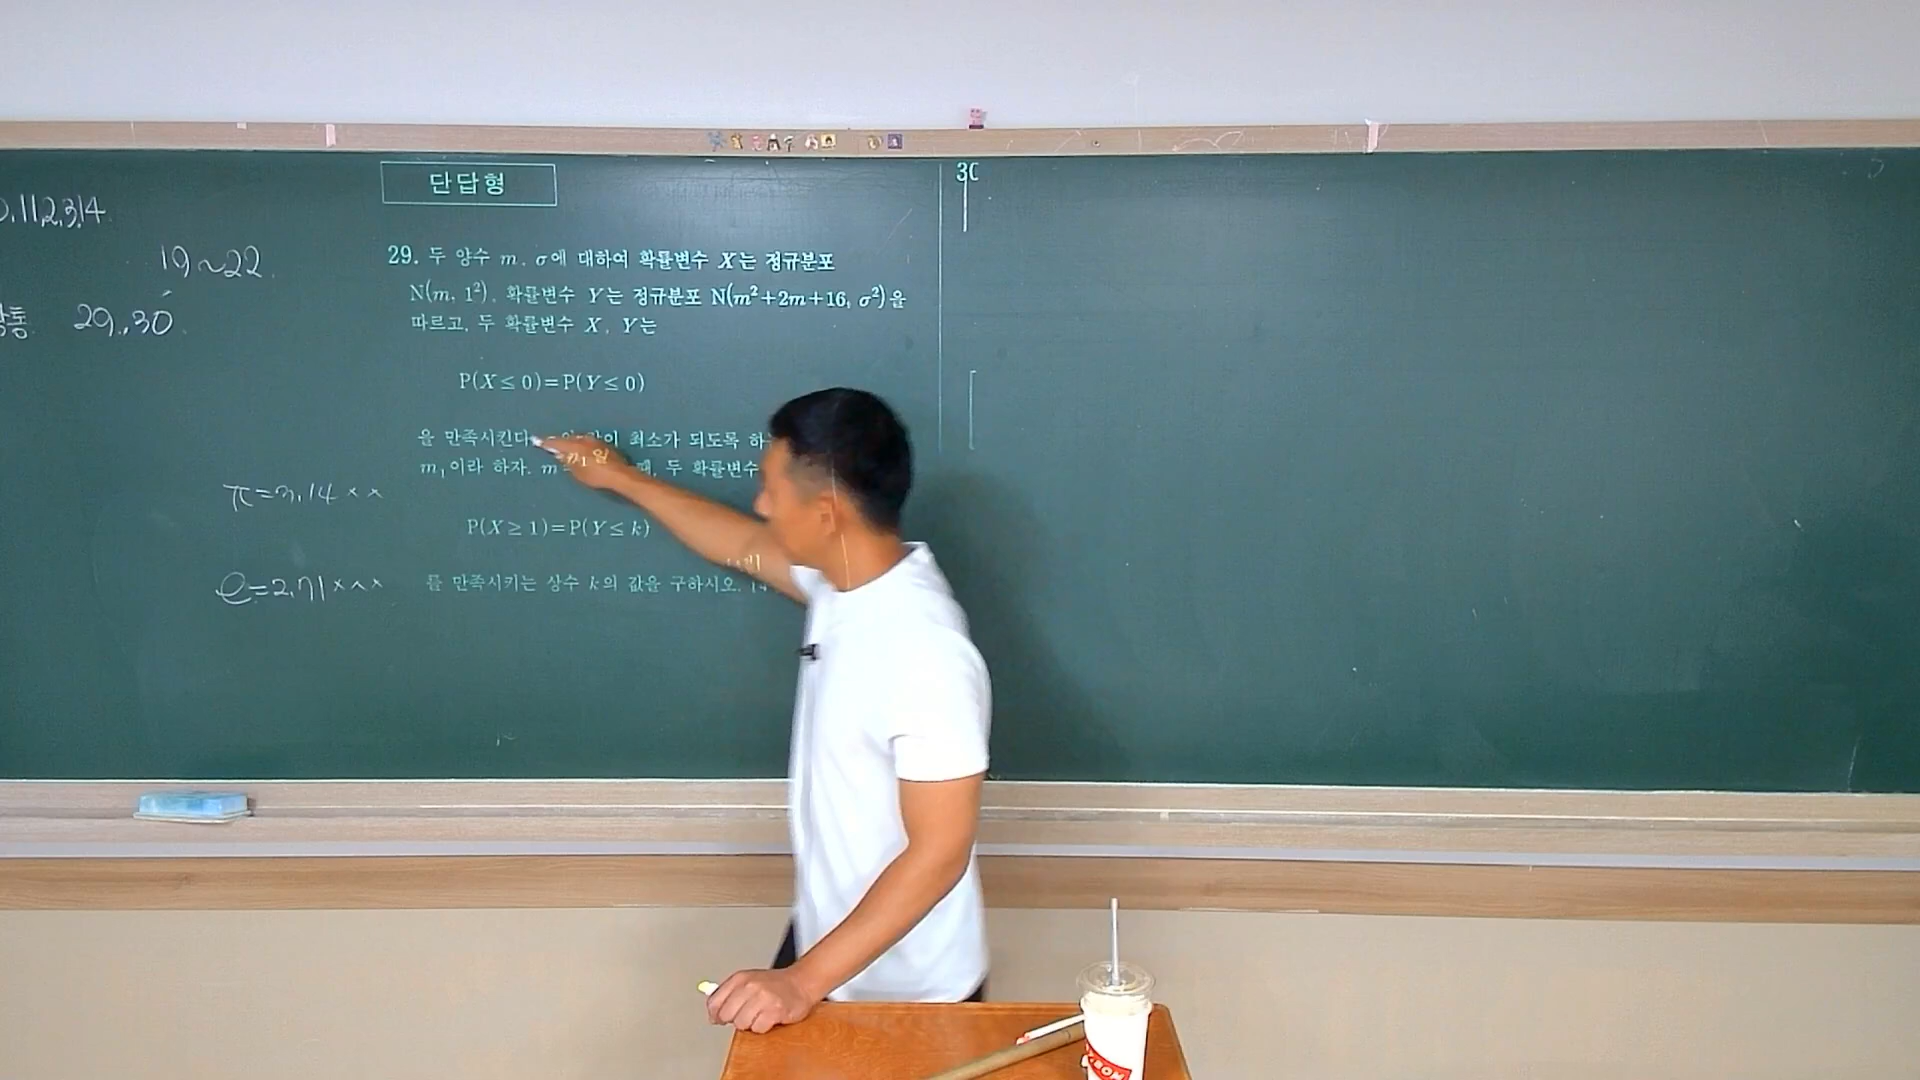 단답형
30
29. 두 양수 m, σ에 대하여 확률변수 X는 정규분포
N(m, 1²), 확률변수 Y는 정규분포 N(m²+2m+16, σ²)을
따르고, 두 확률변수 X, Y는
P(X≤0)=P(Y≤0)
을 만족시킨다. 값이 최소가 되도록 하는
m₁이라 하자. m=m₁일 때, 두 확률변수
P(X≥1)=P(Y≤k)
를 만족시키는 상수 k의 값을 구하시오.
19~22
29, 30
π=3.14××
e=2.71×××